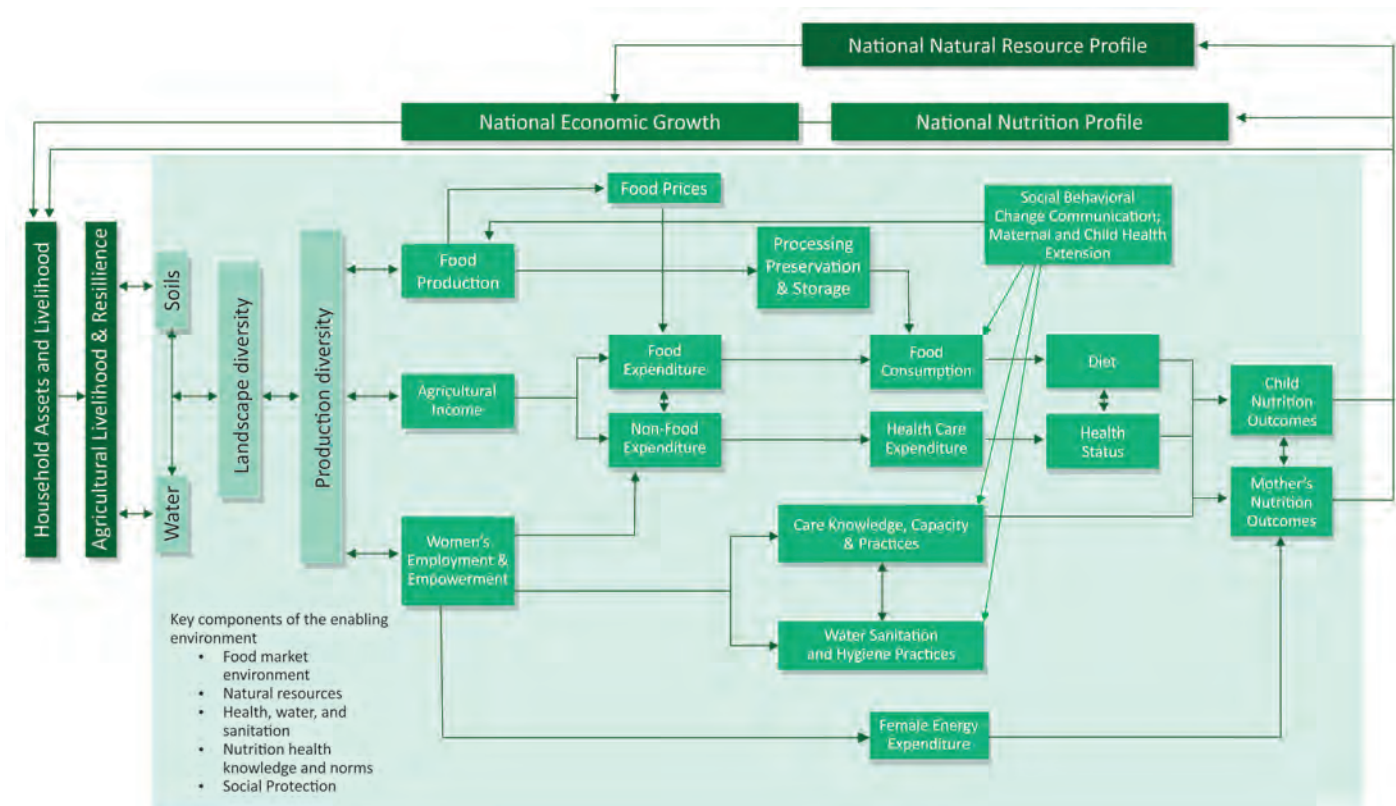 National Natural Resource Profile
National Economic Growth
National Nutrition Profile
Household Assets and Livelihood
Agricultural Livelihood & Resillience
Soils
Water
Landscape diversity
Production diversity
Food Prices
Food
Production
Processing
Preservation
& Storage
Social Behavioral
Change Communication;
Maternal and Child Health
Extension
Agricultural
Income
Food
Expenditure
Non-Food
Expenditure
Food
Consumption
Health Care
Expenditure
Diet
Health
Status
Child
Nutrition
Outcomes
Mother's
Nutrition
Outcomes
Women's
Employment &
Empowerment
Care Knowledge, Capacity
& Practices
Water Sanitation
and Hygiene Practices
Female Energy
Expenditure
Key components of the enabling
environment
• Food market
environment
• Natural resources
• Health, water, and
sanitation
• Nutrition health
knowledge and norms
• Social Protection